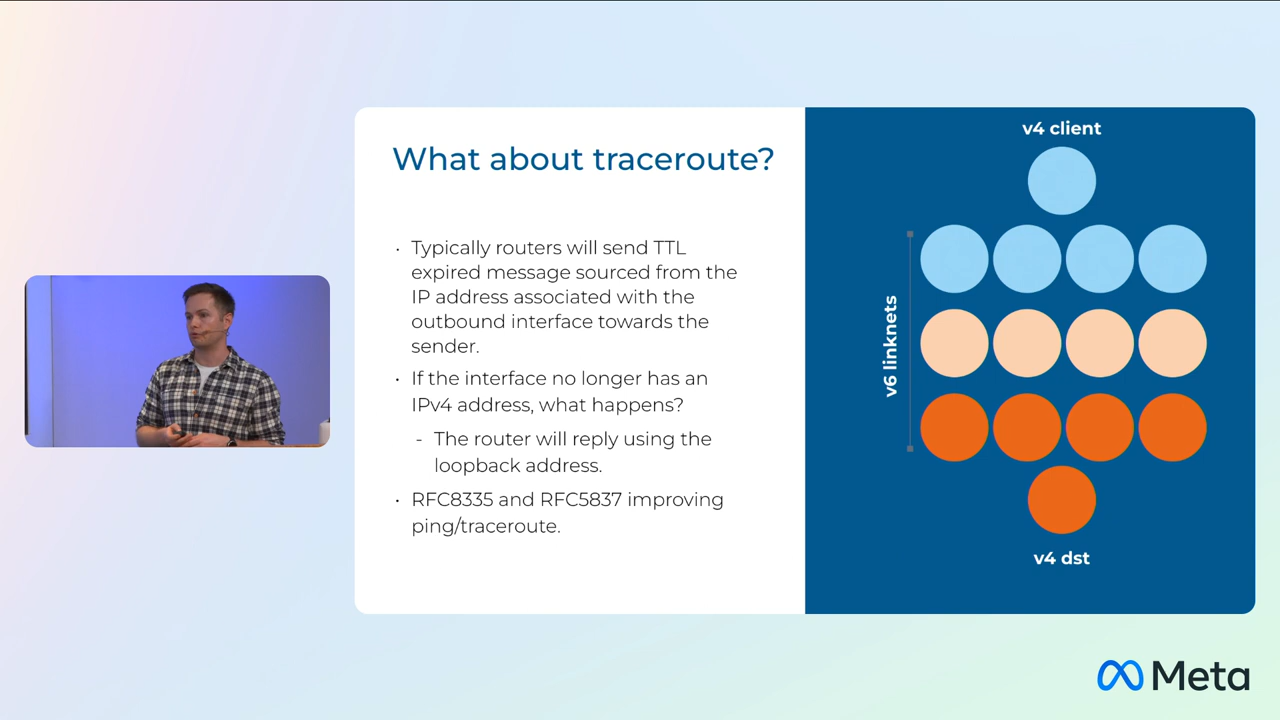 What about traceroute?
· Typically routers will send TTL
expired message sourced from the
IP address associated with the
outbound interface towards the
sender.
· If the interface no longer has an
IPv4 address, what happens?
- The router will reply using the
loopback address.
· RFC8335 and RFC5837 improving
ping/traceroute.
v4 client
v6 linknets
v4 dst
Meta